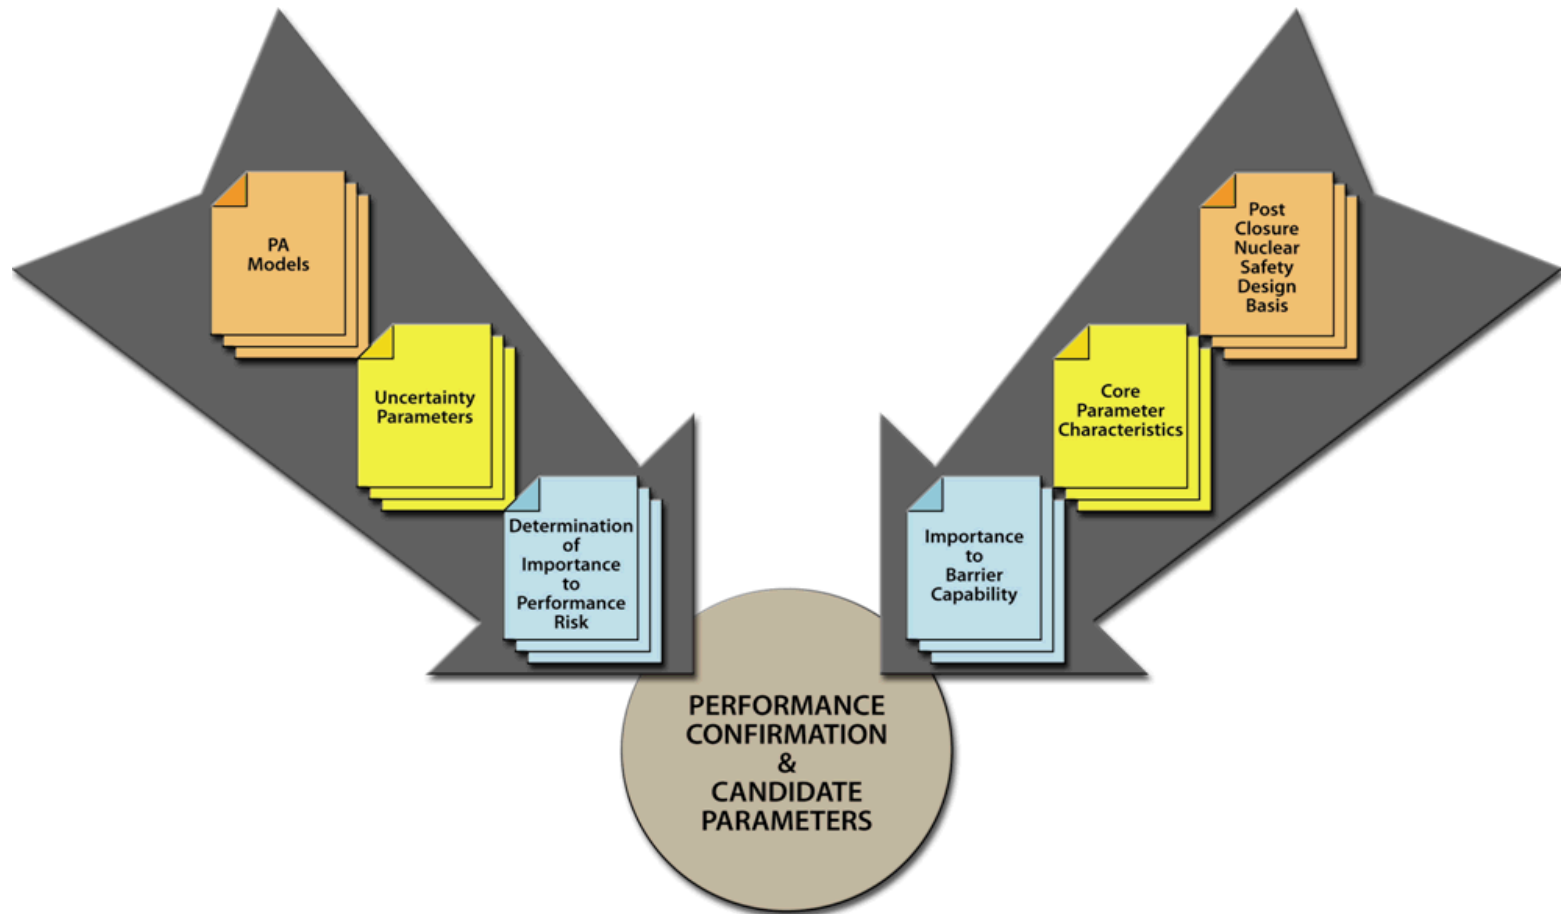 PA
Models
Uncertainty
Parameters
Determination
of
Importance
to
Performance
Risk
Post
Closure
Nuclear
Safety
Design
Basis
Core
Parameter
Characteristics
Importance
to
Barrier
Capability
PERFORMANCE
CONFIRMATION
&
CANDIDATE
PARAMETERS